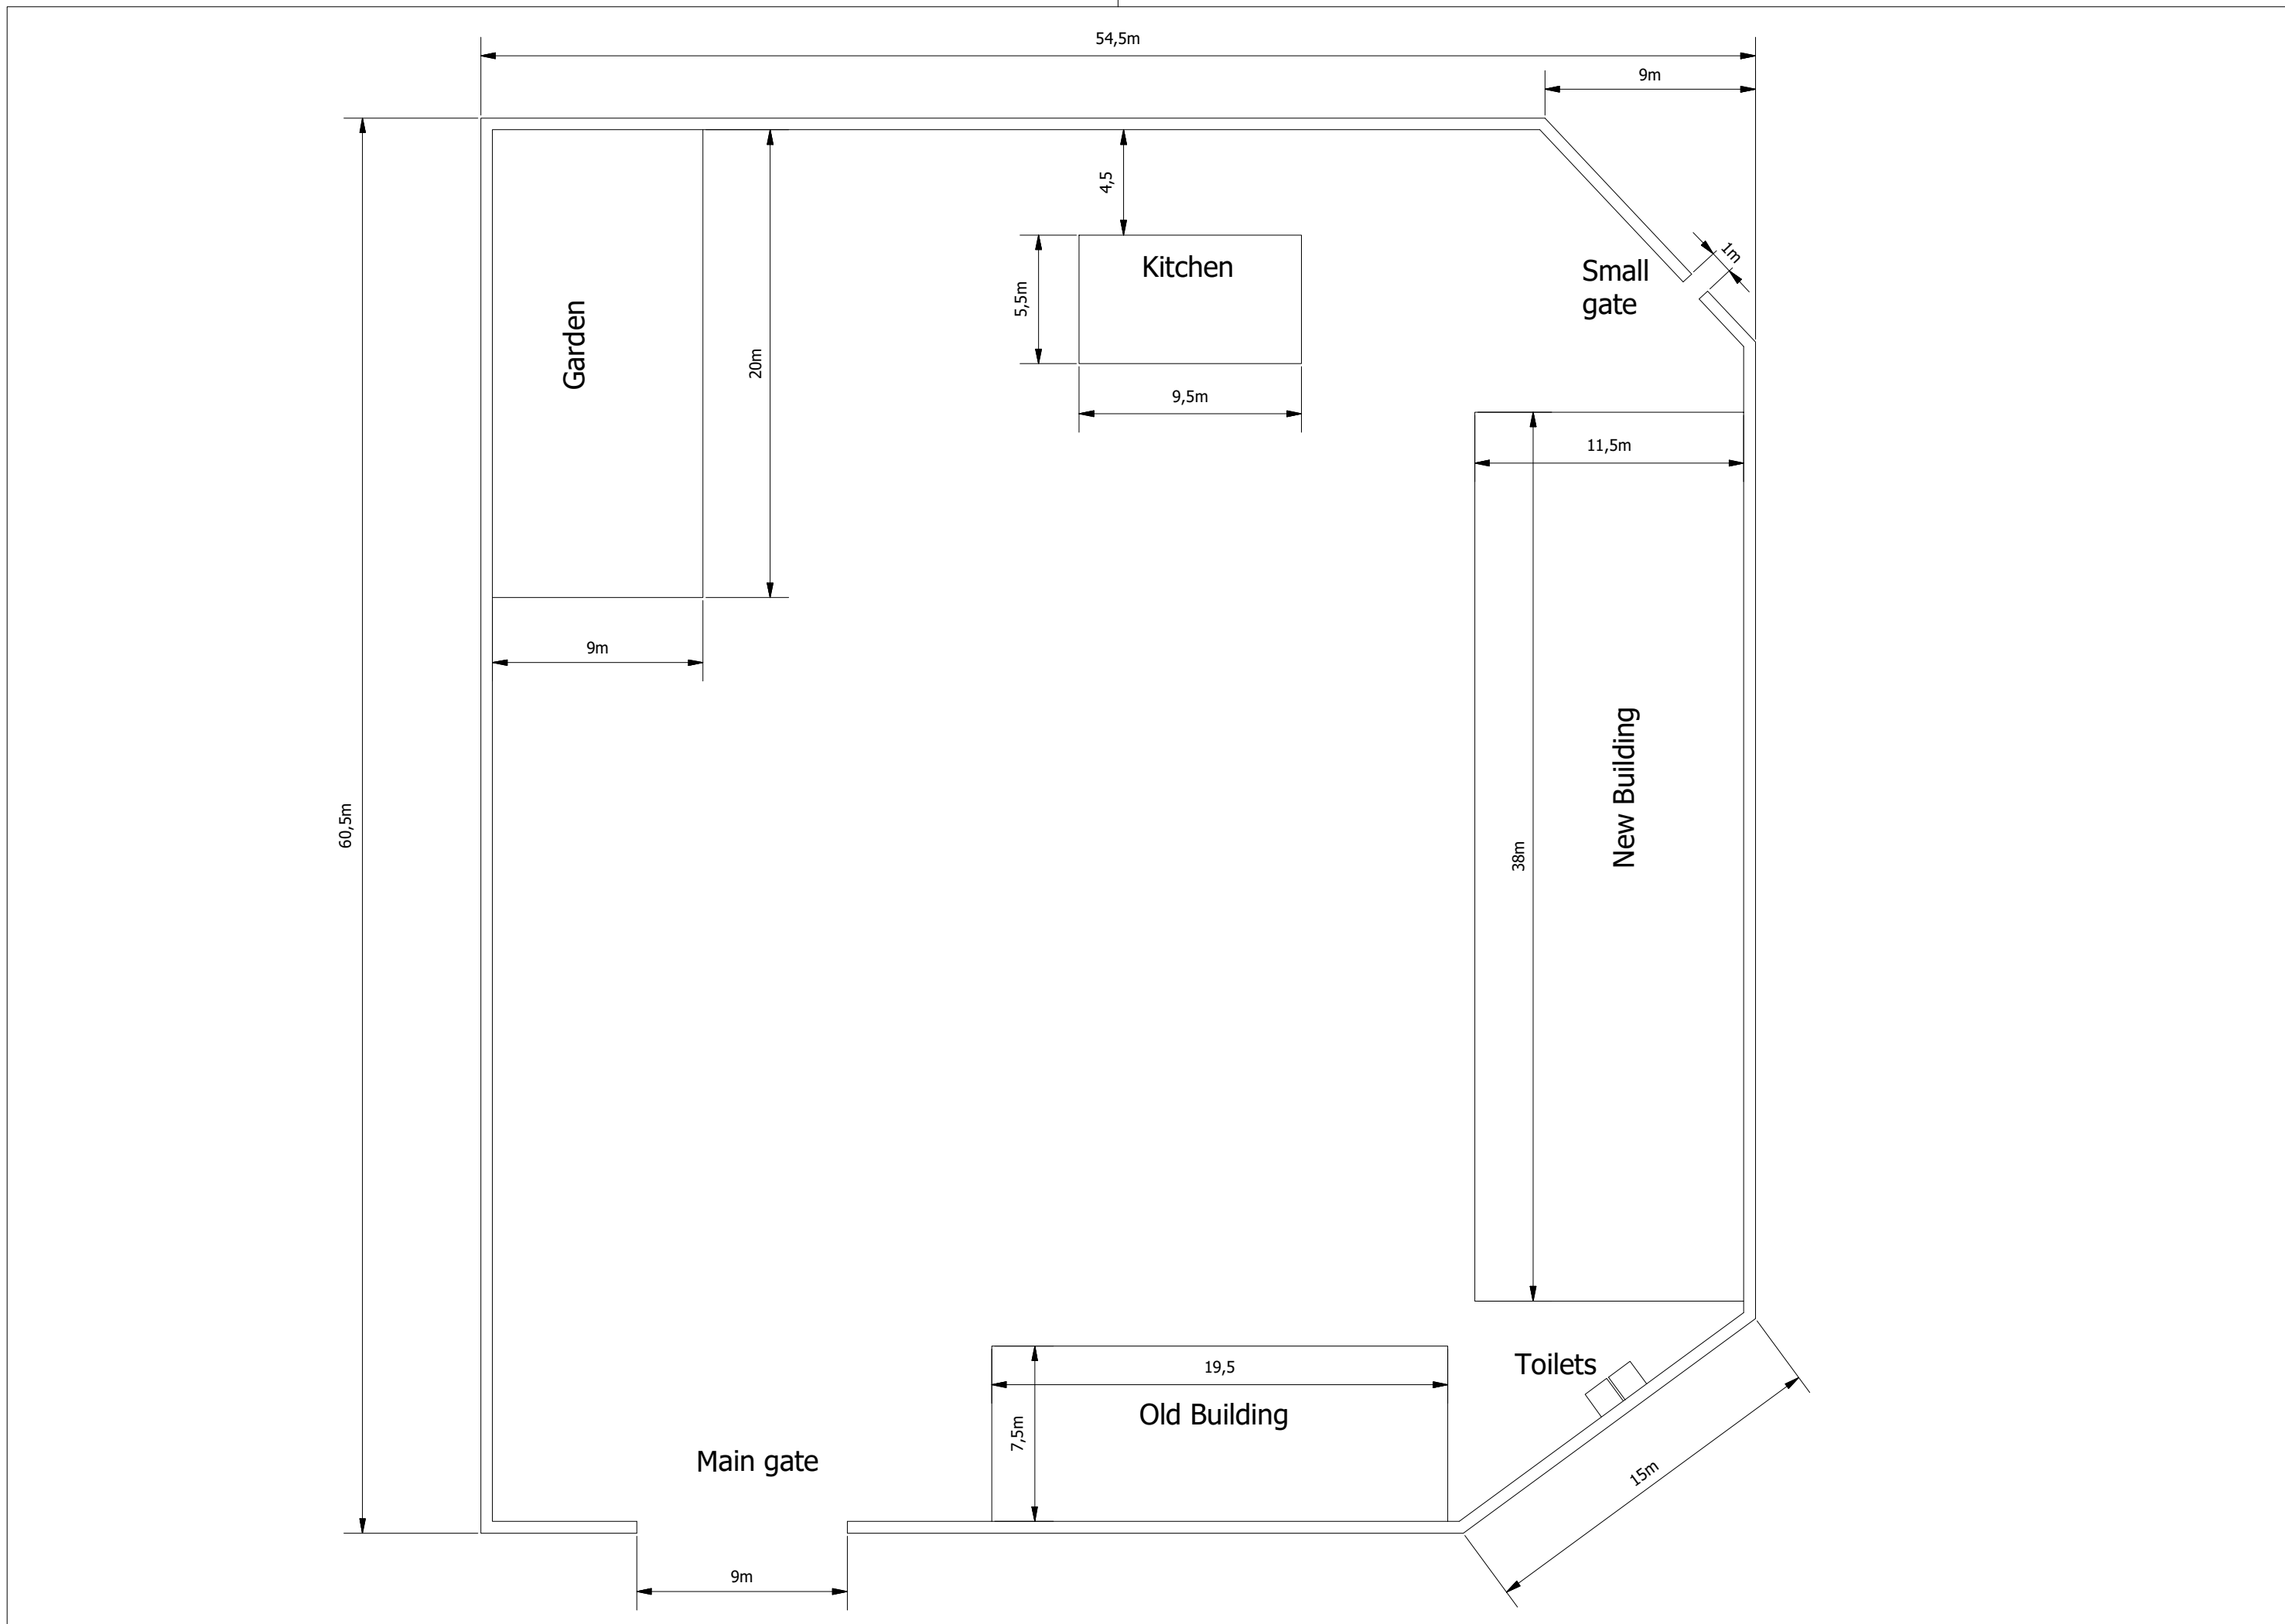 54,5m
9m
4,5
Kitchen
5,5m
9,5m
Small
gate
1m
Garden
20m
9m
11,5m
New Building
38m
60,5m
Toilets
19,5
Old Building
7,5m
Main gate
15m
9m